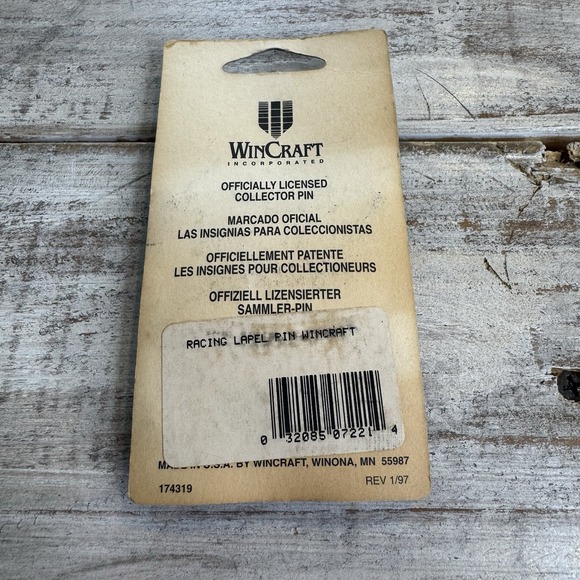 WINCRAFT
INCORPORATED
OFFICIALLY LICENSED
COLLECTOR PIN
MARCADO OFICIAL
LAS INSIGNIAS PARA COLECCIONISTAS
OFFICIELLEMENT PATENTE
LES INSIGNES POUR COLLECTIONEURS
OFFIZIELL LIZENSIERTER
SAMMLER-PIN
RACING LAPEL PIN WINCRAFT
0 32085 07221 4
MADE IN U.S.A. BY WINCRAFT, WINONA, MN 55987
174319
REV 1/97